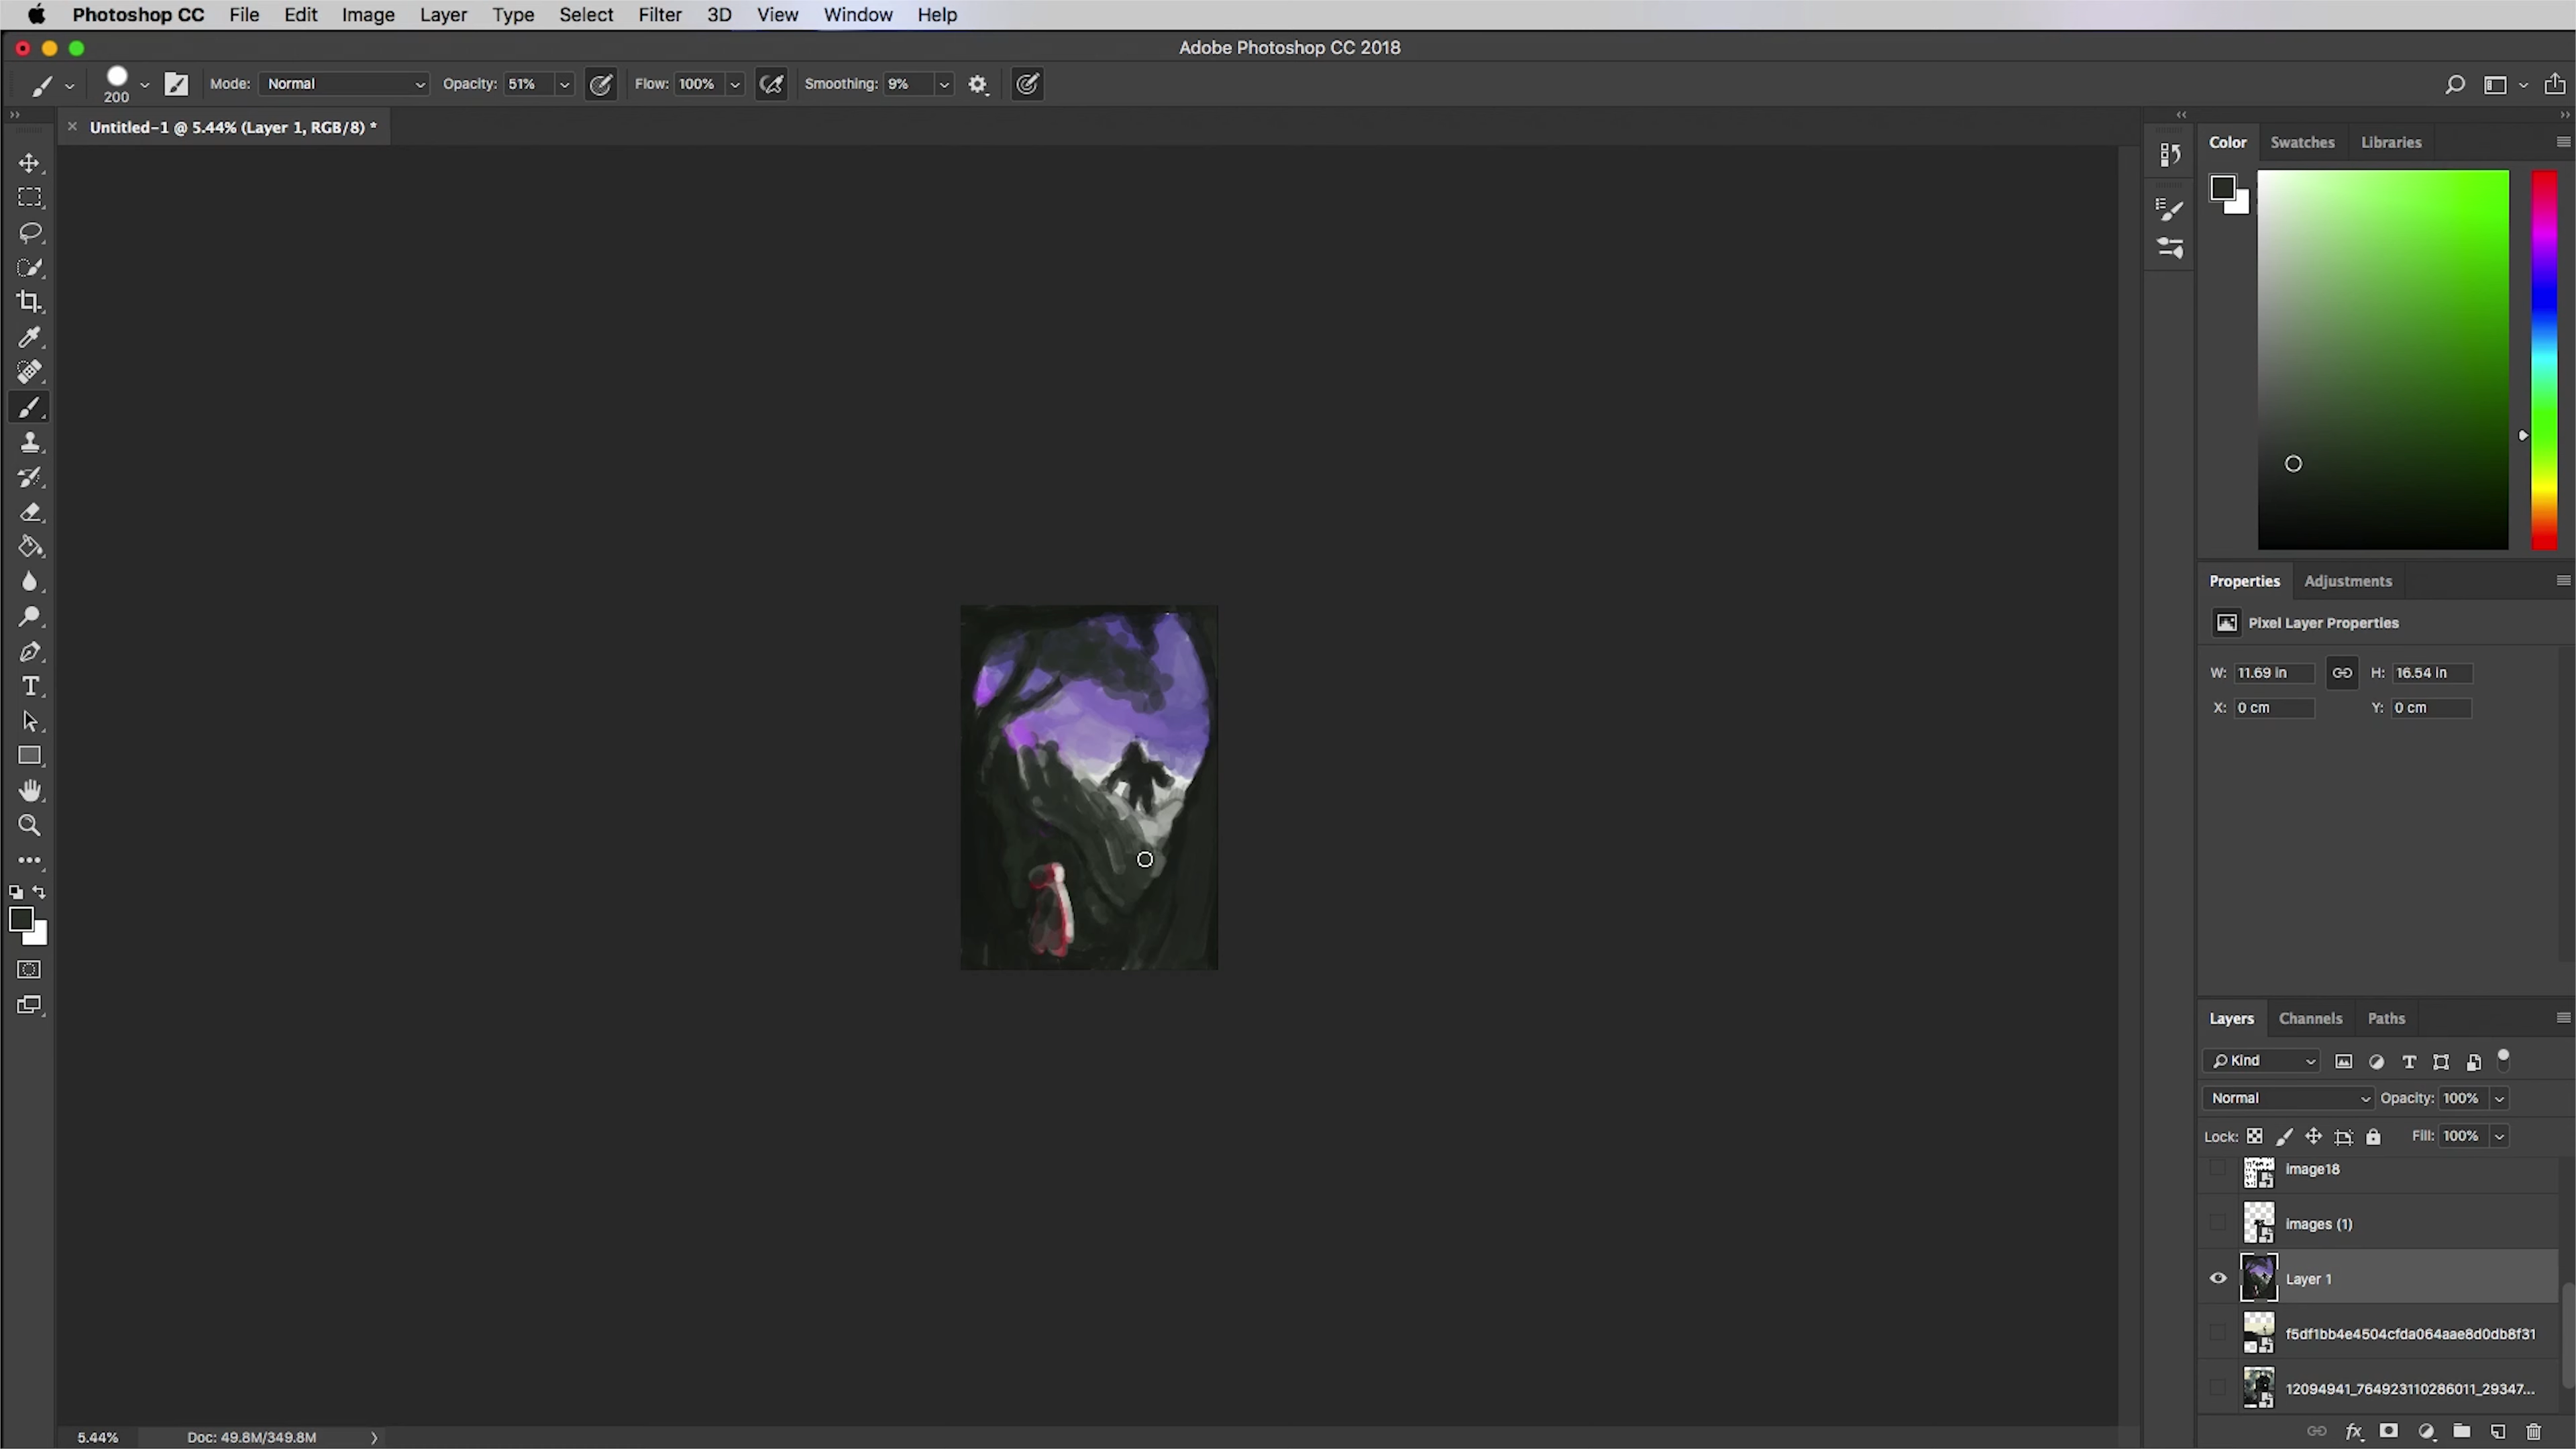 Photoshop CC File Edit Image Layer Type Select Filter 3D View Window Help
Adobe Photoshop CC 2018
200 Mode: Normal Opacity: 51% Flow: 100% Smoothing: 9%
Untitled-1 @ 5.44% (Layer 1, RGB/8) *
Color Swatches Libraries
Properties Adjustments
Pixel Layer Properties
W: 11.69 in H: 16.54 in
X: 0 cm Y: 0 cm
Layers Channels Paths
Kind
Normal Opacity: 100%
Lock: Fill: 100%
image18
images (1)
Layer 1
f5df1bb4e4504cfda064aae8d0db8f31
12094941_764923110286011_29347...
5.44% Doc: 49.8M/349.8M